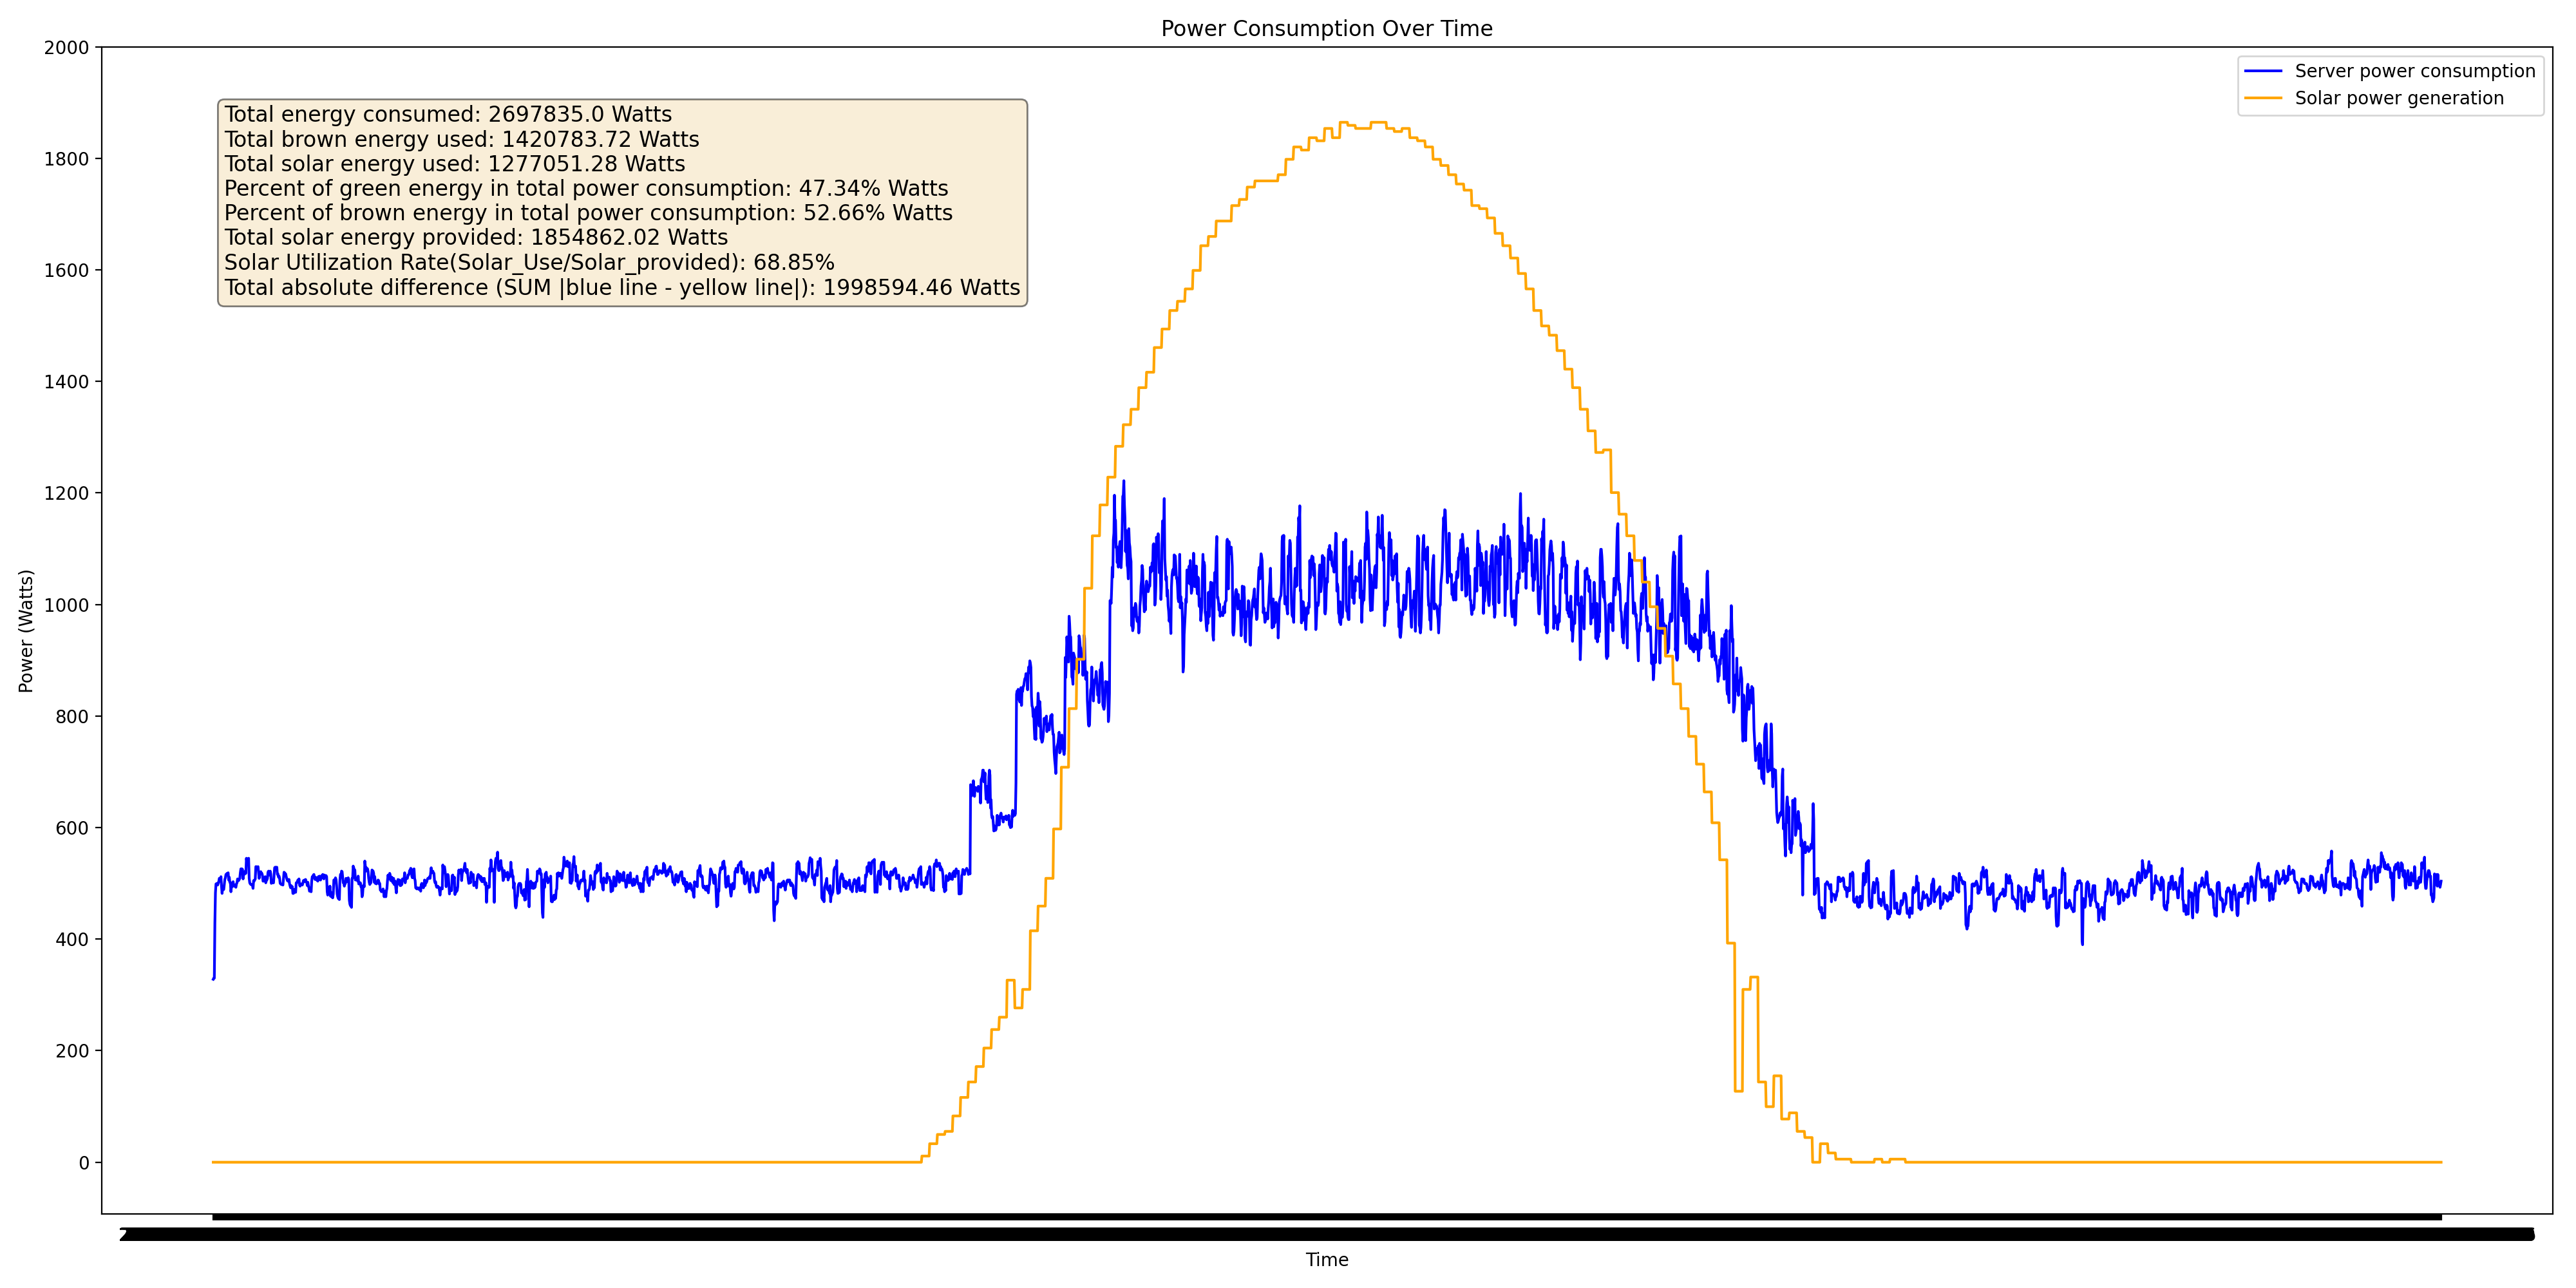 Power Consumption Over Time
2000
1800
1600
1400
1200
1000
800
600
400
200
0
Power (Watts)
Total energy consumed: 2697835.0 Watts
Total brown energy used: 1420783.72 Watts
Total solar energy used: 1277051.28 Watts
Percent of green energy in total power consumption: 47.34% Watts
Percent of brown energy in total power consumption: 52.66% Watts
Total solar energy provided: 1854862.02 Watts
Solar Utilization Rate(Solar_Use/Solar_provided): 68.85%
Total absolute difference (SUM |blue line - yellow line|): 1998594.46 Watts
Server power consumption
Solar power generation
Time